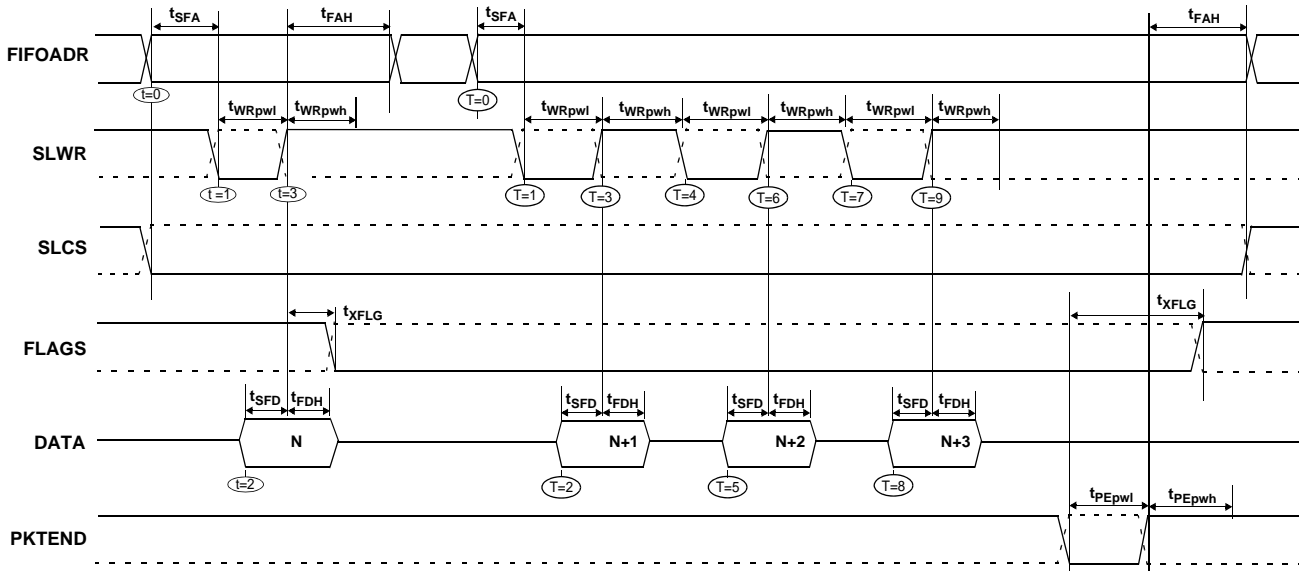 tSFA tFAH tSFA tFAH
FIFOADR
t=0 T=0
tWRpwl tWRpwh tWRpwl tWRpwh tWRpwl tWRpwh tWRpwl tWRpwh
SLWR
t =1 t=3 T=1 T=3 T=4 T=6 T=7 T=9
SLCS
tXFLG tXFLG
FLAGS
tSFD tFDH tSFD tFDH tSFD tFDH tSFD tFDH
DATA N N+1 N+2 N+3
t=2 T=2 T=5 T=8
tPEpwl tPEpwh
PKTEND